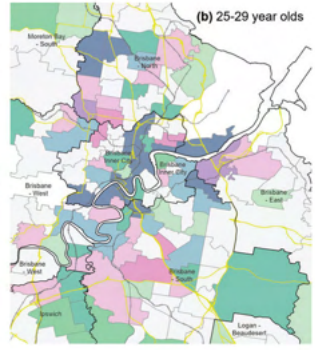 (b) 25-29 year olds
Moreton Bay
- South
Brisbane
- North
Brisbane
Inner City
Brisbane
Inner City
Brisbane
- West
Brisbane
- East
Brisbane
- West
Brisbane
- South
Ipswich
Logan -
Beaudesert